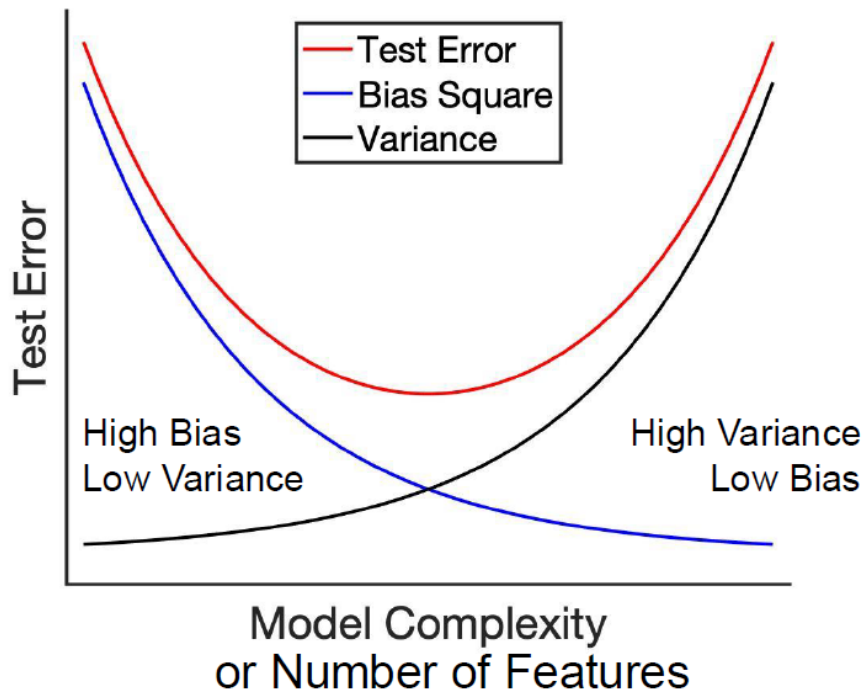 Test Error
Bias Square
Variance
Test Error
High Bias
Low Variance
High Variance
Low Bias
Model Complexity
or Number of Features